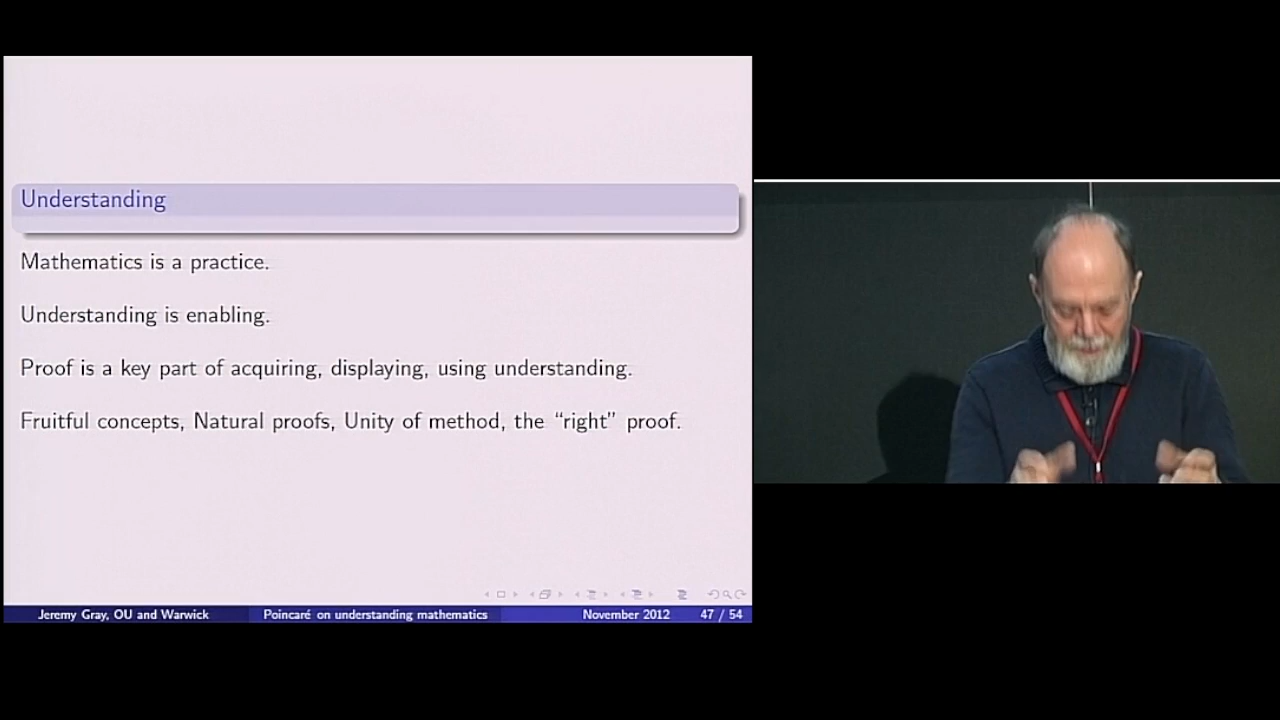 Understanding
Mathematics is a practice.
Understanding is enabling.
Proof is a key part of acquiring, displaying, using understanding.
Fruitful concepts, Natural proofs, Unity of method, the “right” proof.
Jeremy Gray, OU and Warwick Poincaré on understanding mathematics November 2012 47 / 54